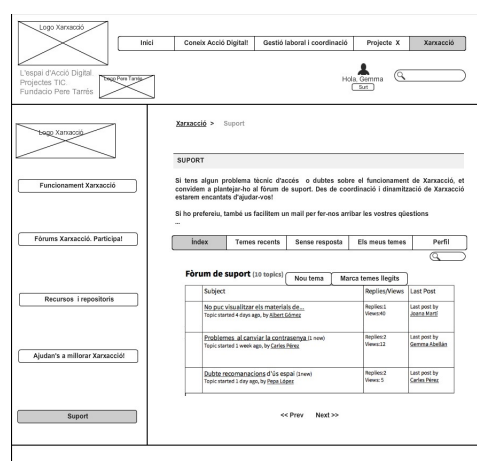 Logo Xarxacció
Inici
Coneix Acció Digital!
Gestió laboral i coordinació
Projecte X
Xarxacció
L'espai d'Acció Digital.
Projectes TIC.
Fundacio Pere Tarrés
Logo Pere Tarrés
Hola, Gemma
Surt
Xarxacció > Suport
Logo Xarxacció
Funcionament Xarxacció
Fòrums Xarxacció. Participa!
Recursos i repositoris
Ajudan's a millorar Xarxacció!
Suport
SUPORT
Si tens algun problema tècnic d'accés o dubtes sobre el funcionament de Xarxacció, et
convidem a plantejar-ho al fòrum de suport. Des de coordinació i dinamització de Xarxacció
estarem encantats d'ajudar-vos!
Si ho prefereiu, també us facilitem un mail per fer-nos arribar les vostres qüestions
...
Índex
Temes recents
Sense resposta
Els meus temes
Perfil
Fòrum de suport (10 topics)
Nou tema
Marca temes llegits
Subject
Replies/Views
Last Post
No puc visualitzar els materials de...
Topic started 4 days ago, by Albert Gómez
Replies:1
Views:40
Last post by
Joana Martí
Problemes al canviar la contrasenya (1 new)
Topic started 1 week ago, by Carles Pérez
Replies:2
Views:12
Last post by
Gemma Abellán
Dubte recomanacions d'ús espai (1new)
Topic started 1 day ago, by Pepa López
Replies:2
Views: 5
Last post by
Carles Pérez
<< Prev Next >>